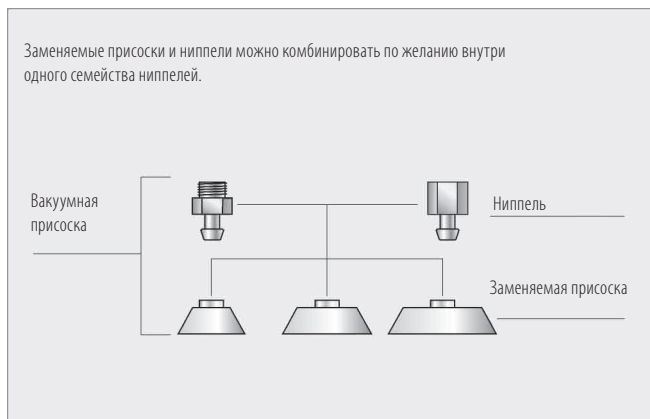 Заменяемые присоски и ниппели можно комбинировать по желанию внутри
одного семейства ниппелей.
Вакуумная
присоска
Ниппель
Заменяемая присоска